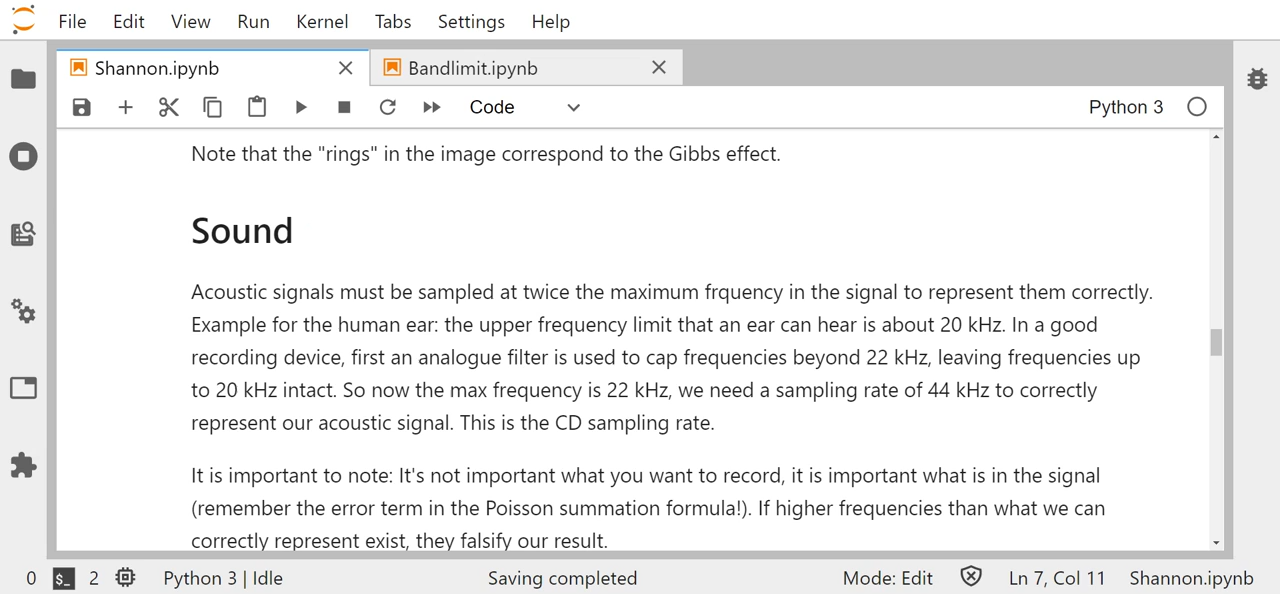 File Edit View Run Kernel Tabs Settings Help
Shannon.ipynb Bandlimit.ipynb
Code Python 3
Note that the "rings" in the image correspond to the Gibbs effect.
Sound
Acoustic signals must be sampled at twice the maximum frquency in the signal to represent them correctly.
Example for the human ear: the upper frequency limit that an ear can hear is about 20 kHz. In a good
recording device, first an analogue filter is used to cap frequencies beyond 22 kHz, leaving frequencies up
to 20 kHz intact. So now the max frequency is 22 kHz, we need a sampling rate of 44 kHz to correctly
represent our acoustic signal. This is the CD sampling rate.
It is important to note: It's not important what you want to record, it is important what is in the signal
(remember the error term in the Poisson summation formula!). If higher frequencies than what we can
correctly represent exist, they falsify our result.
0 $_ 2 Python 3 | Idle Saving completed Mode: Edit Ln 7, Col 11 Shannon.ipynb